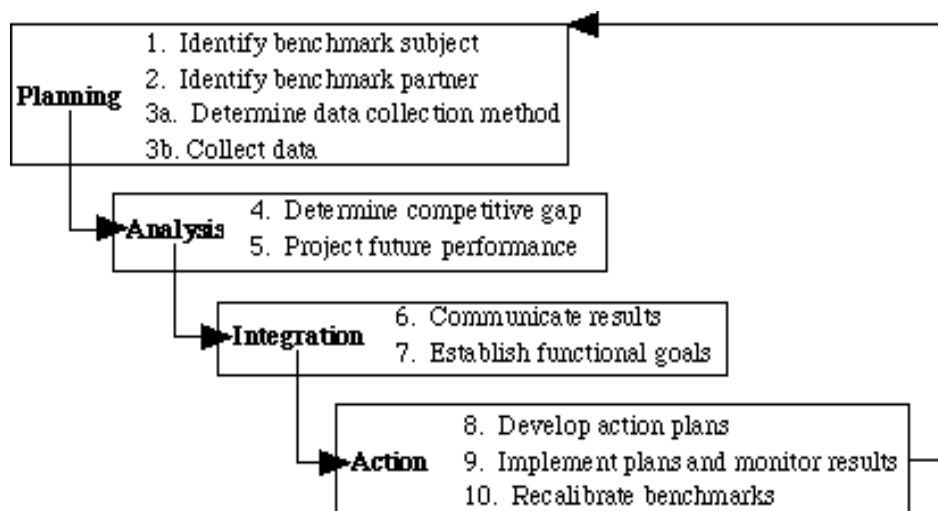 Planning
1. Identify benchmark subject
2. Identify benchmark partner
3a. Determine data collection method
3b. Collect data
Analysis
4. Determine competitive gap
5. Project future performance
Integration
6. Communicate results
7. Establish functional goals
Action
8. Develop action plans
9. Implement plans and monitor results
10. Recalibrate benchmarks